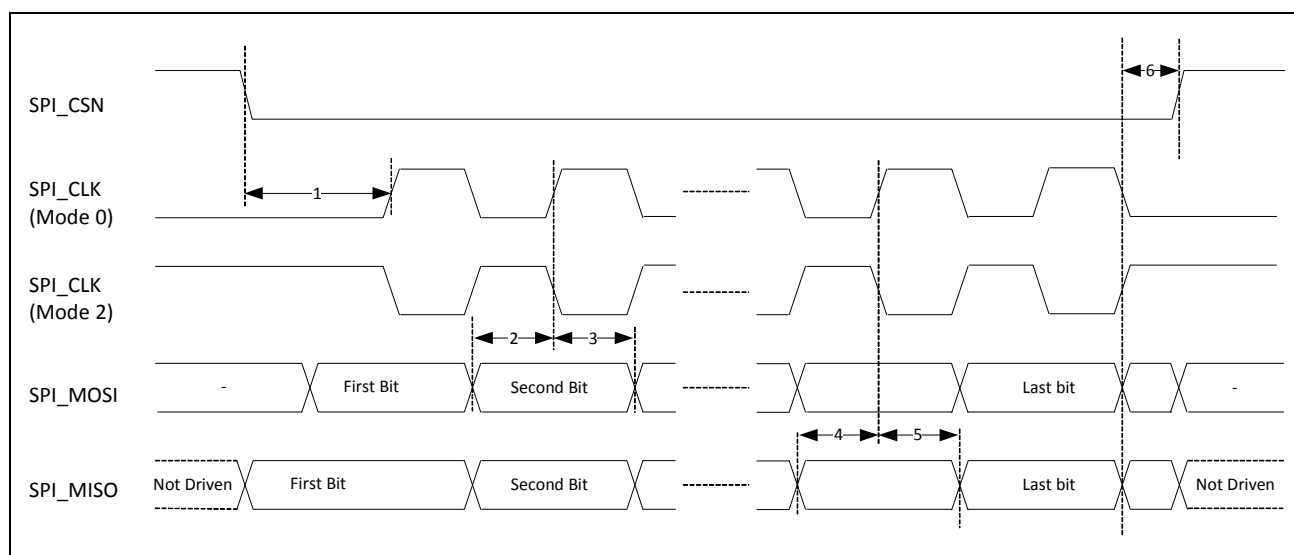 6
SPI_CSN
SPI_CLK
(Mode 0)
1
SPI_CLK
(Mode 2)
2 3
SPI_MOSI - First Bit Second Bit Last bit -
4 5
SPI_MISO Not Driven First Bit Second Bit Last bit Not Driven